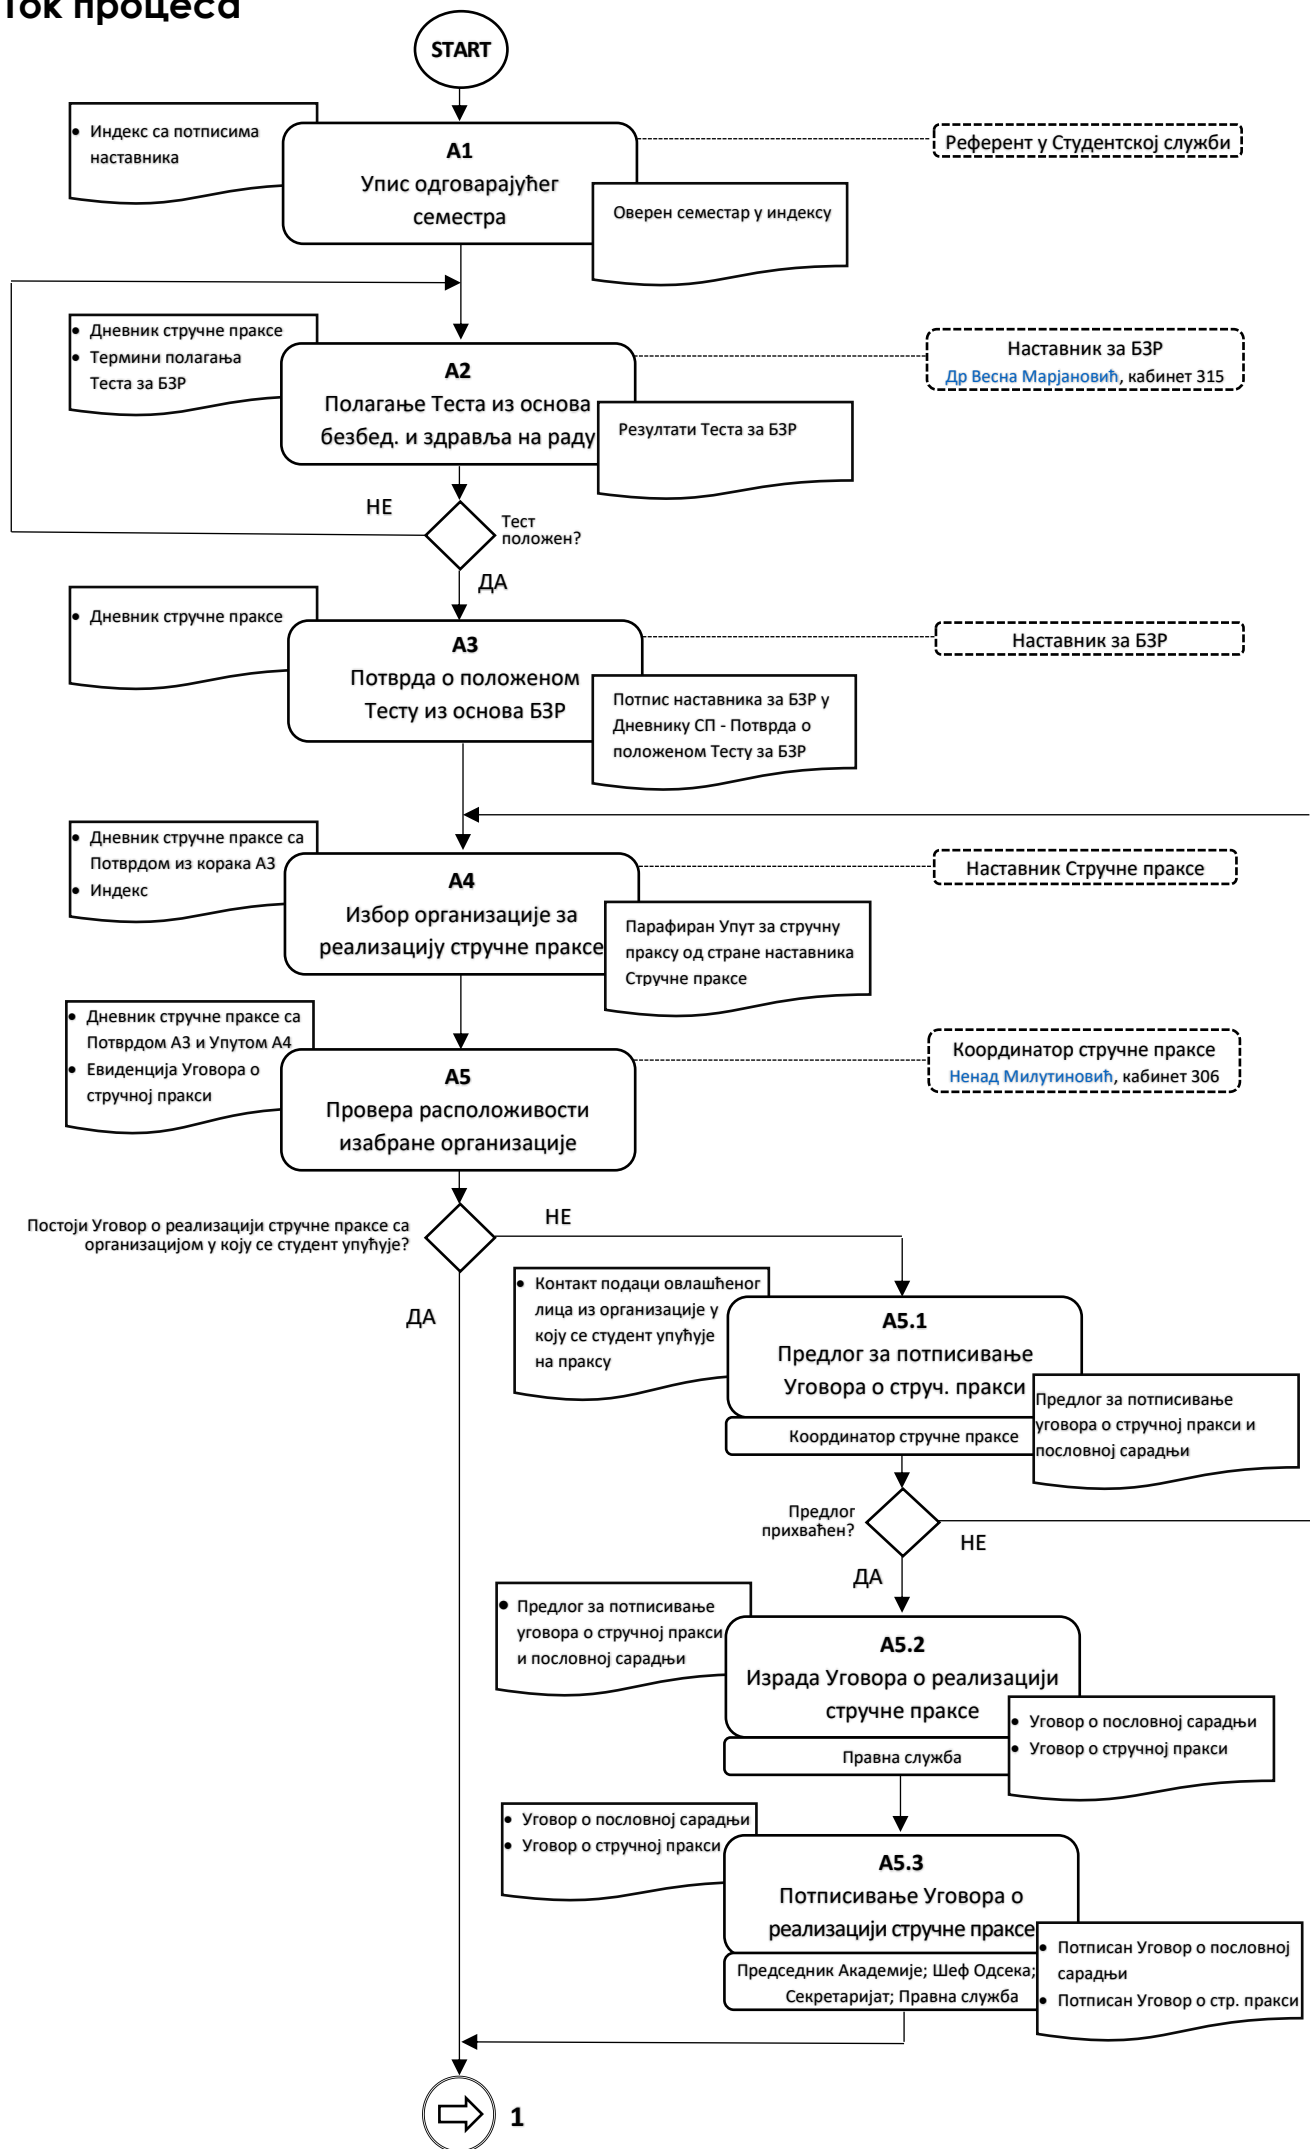 Ток процеса
START
• Индекс са потписима
наставника
А1
Упис одговарајућег
семестра
Референт у Студентској служби
Оверен семестар у индексу
• Дневник стручне праксе
• Термини полагања
Теста за БЗР
А2
Полагање Теста из основа
безбед. и здравља на раду
Наставник за БЗР
Др Весна Марјановић, кабинет 315
Резултати Теста за БЗР
НЕ
Тест
положен?
ДА
• Дневник стручне праксе
А3
Потврда о положеном
Тесту из основа БЗР
Наставник за БЗР
Потпис наставника за БЗР у
Дневнику СП - Потврда о
положеном Тесту за БЗР
• Дневник стручне праксе са
Потврдом из корака А3
• Индекс
А4
Избор организације за
реализацију стручне праксе
Наставник Стручне праксе
Парафиран Упут за стручну
праксу од стране наставника
Стручне праксе
• Дневник стручне праксе са
Потврдом А3 и Упутом А4
• Евиденција Уговора о
стручној пракси
А5
Провера расположивости
изабране организације
Координатор стручне праксе
Ненад Милутиновић, кабинет 306
Постоји Уговор о реализацији стручне праксе са
организацијом у коју се студент упућује?
НЕ
ДА
• Контакт подаци овлашћеног
лица из организације у
коју се студент упућује
на праксу
А5.1
Предлог за потписивање
Уговора о струч. пракси
Координатор стручне праксе
Предлог за потписивање
уговора о стручној пракси и
пословној сарадњи
Предлог
прихваћен?
НЕ
ДА
• Предлог за потписивање
уговора о стручној пракси
и пословној сарадњи
А5.2
Израда Уговора о реализацији
стручне праксе
Правна служба
• Уговор о пословној сарадњи
• Уговор о стручној пракси
• Уговор о пословној сарадњи
• Уговор о стручној пракси
А5.3
Потписивање Уговора о
реализацији стручне праксе
Председник Академије; Шеф Одсека;
Секретаријат; Правна служба
• Потписан Уговор о пословној
сарадњи
• Потписан Уговор о стр. пракси
1